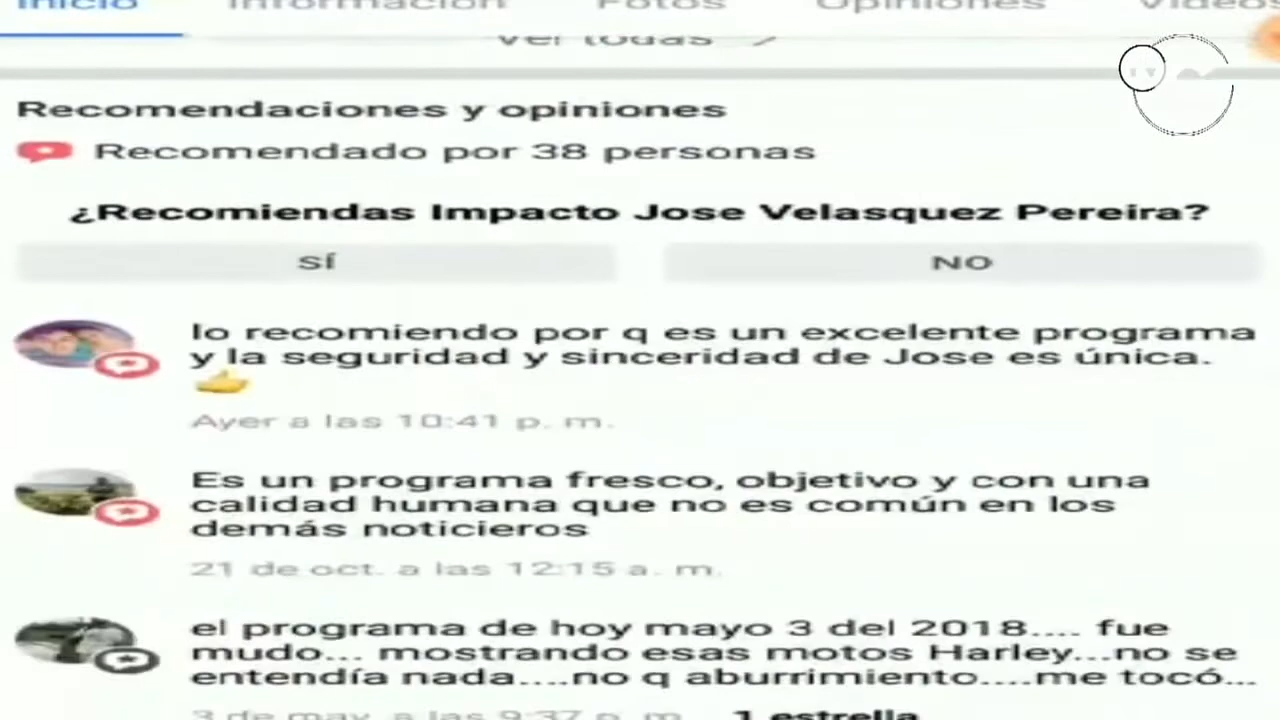 Inicio Información Fotos Opiniones Videos
Ver todas
Recomendaciones y opiniones
Recomendado por 38 personas
¿Recomiendas Impacto Jose Velasquez Pereira?
SÍ NO
lo recomiendo por q es un excelente programa
y la seguridad y sinceridad de Jose es única.
👍
Ayer a las 10:41 p. m.
Es un programa fresco, objetivo y con una
calidad humana que no es común en los
demás noticieros
21 de oct. a las 12:15 a. m.
el programa de hoy mayo 3 del 2018.... fue
mudo... mostrando esas motos Harley...no se
entendía nada....no q aburrimiento....me tocó...
3 de may. a las 9:37 p. m. 1 estrella